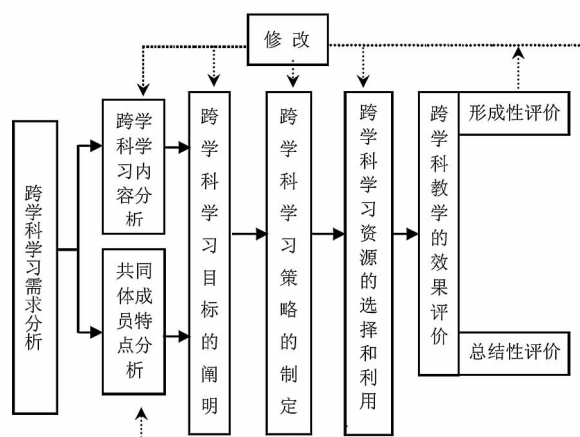 修 改
跨学科学习需求分析
跨学
科学
习内
容分
析
共同
体成
员特
点分
析
跨学科学习目标的阐明
跨学科学习策略的制定
跨学科学习资源的选择和利用
跨学科教学的效果评价
形成性评价
总结性评价